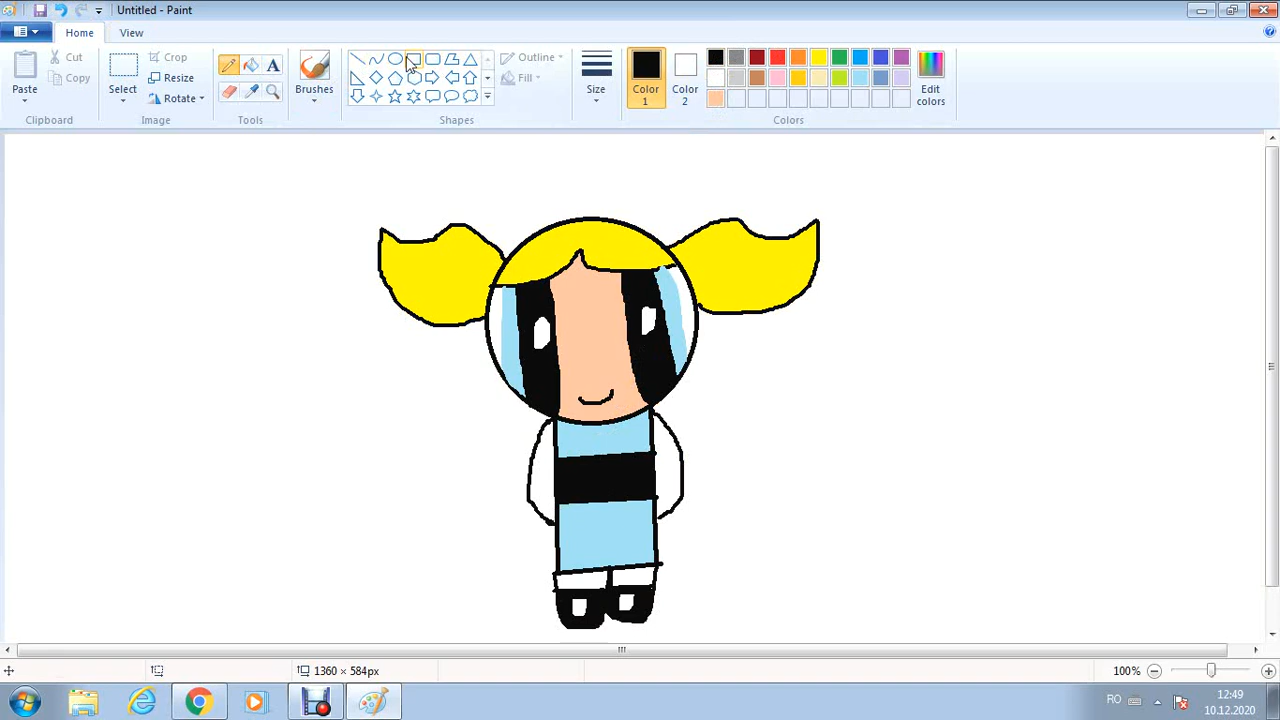 Untitled - Paint
Home
View
Paste
Cut
Copy
Clipboard
Select
Crop
Resize
Rotate
Image
A
Tools
Brushes
Outline
Fill
Shapes
Size
Color
1
Color
2
Edit
colors
Colors
1360 × 584px
100%
RO
12:49
10.12.2020